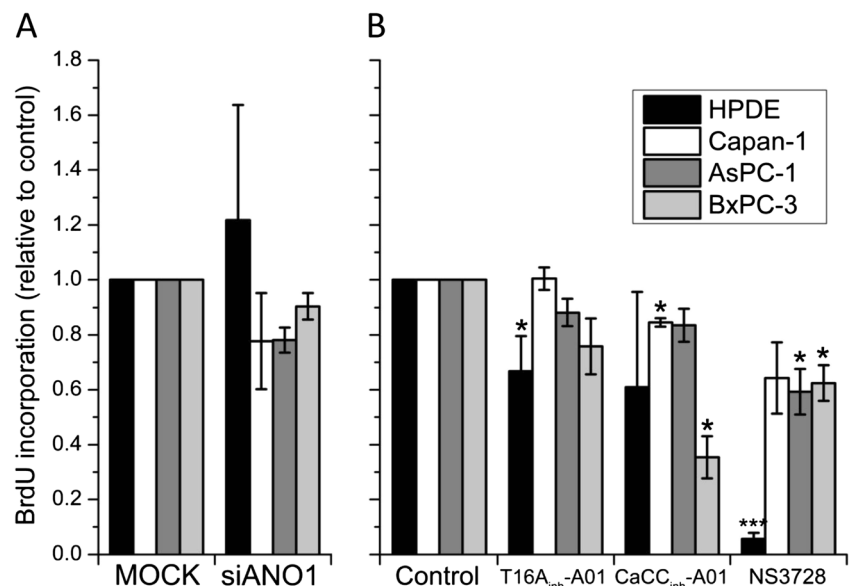 A
B
BrdU incorporation (relative to control)
1.8
1.6
1.4
1.2
1.0
0.8
0.6
0.4
0.2
0.0
HPDE
Capan-1
AsPC-1
BxPC-3
*
*
*
***
*
*
MOCK siANO1
Control T16Ainh-A01 CaCCinh-A01 NS3728